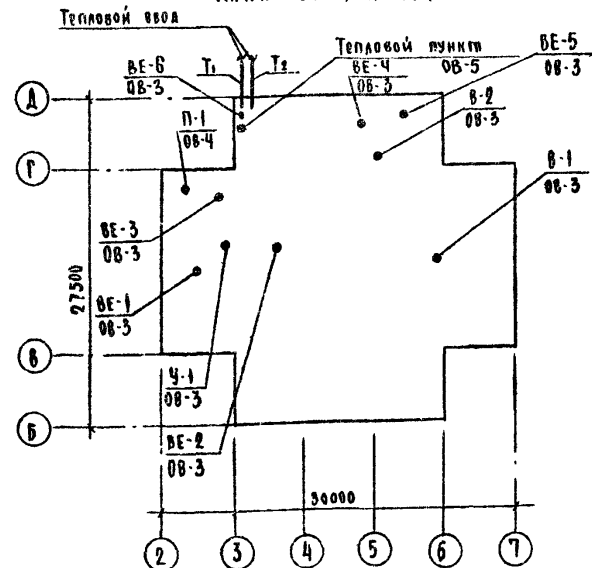 Тепловой ввод
Тепловой пункт
ОВ-5
ВЕ-6
ОВ-3
Т1
Т2
ВЕ-4
ОВ-3
ВЕ-5
ОВ-3
В-2
ОВ-3
П-1
ОВ-4
В-1
ОВ-3
ВЕ-3
ОВ-3
ВЕ-1
ОВ-3
У-1
ОВ-3
ВЕ-2
ОВ-3
Д
Г
В
Б
27500
30000
2
3
4
5
6
7